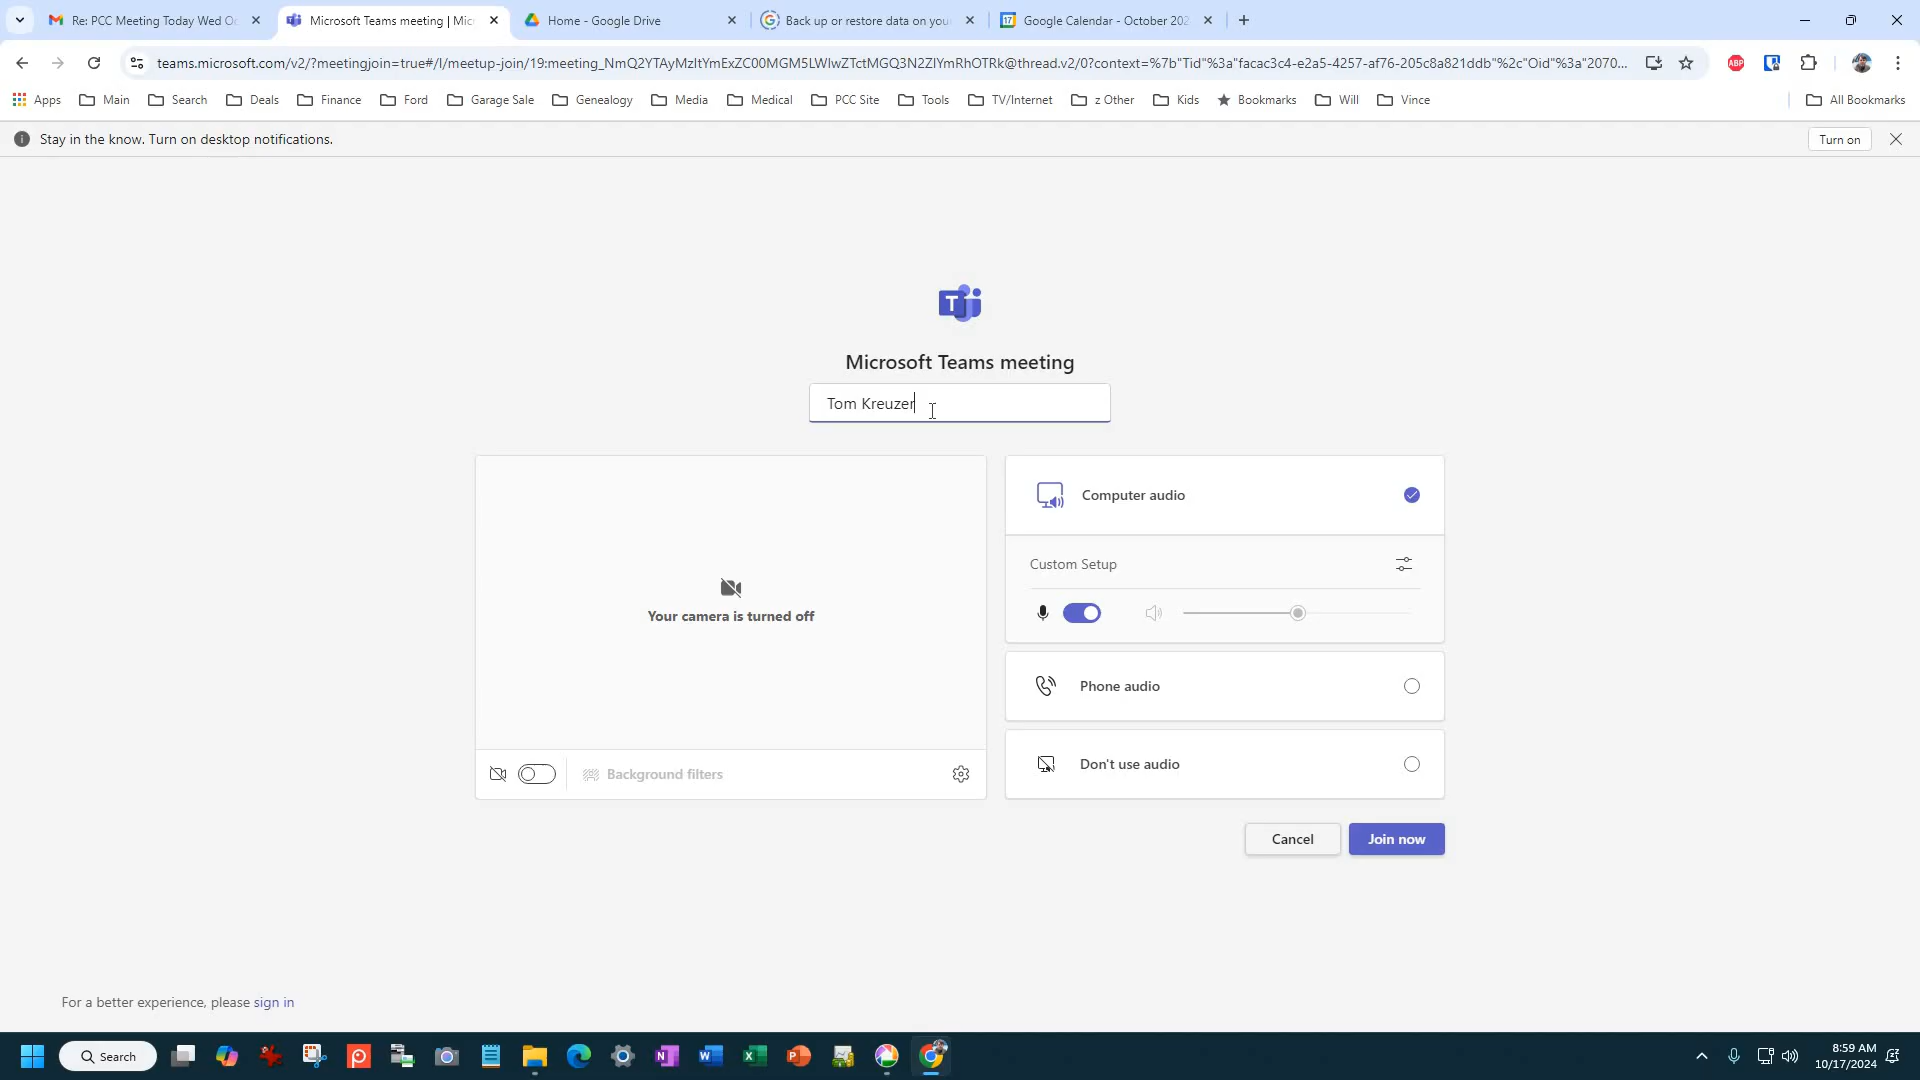 Re: PCC Meeting Today Wed Oc
Microsoft Teams meeting | Mic
Home - Google Drive
Back up or restore data on you
Google Calendar - October 202
teams.microsoft.com/v2/?meetingjoin=true#/l/meetup-join/19:meeting_NmQ2YTAyMzItYmExZC00MGM5LWIwZTctMGQ3N2ZlYmRhOTRk@thread.v2/0?context=%7b"Tid"%3a"facac3c4-e2a5-4257-af76-205c8a821ddb"%2c"Oid"%3a"2070...
ABP
Apps
Main
Search
Deals
Finance
Ford
Garage Sale
Genealogy
Media
Medical
PCC Site
Tools
TV/Internet
z Other
Kids
Bookmarks
Will
Vince
All Bookmarks
Stay in the know. Turn on desktop notifications.
Turn on
Microsoft Teams meeting
Tom Kreuzer
Your camera is turned off
Background filters
Computer audio
Custom Setup
Phone audio
Don't use audio
Cancel
Join now
For a better experience, please sign in
Search
8:59 AM
10/17/2024